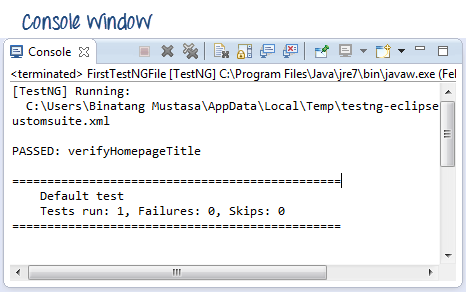 Console Window
Console
<terminated> FirstTestNGFile [TestNG] C:\Program Files\Java\jre7\bin\javaw.exe (Fel
[TestNG] Running:
C:\Users\Binatang Mustasa\AppData\Local\Temp\testng-eclipse
ustomsuite.xml
PASSED: verifyHomepageTitle
===============================================
Default test
Tests run: 1, Failures: 0, Skips: 0
===============================================